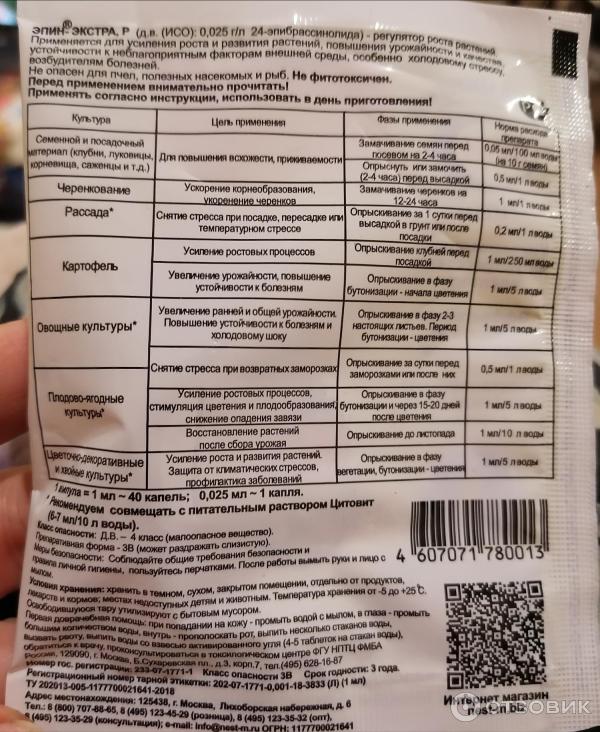 ЭПИН®-ЭКСТРА, Р (д.в. (ИСО): 0,025 г/л 24-эпибрассинолида) - регулятор роста растений.
Применяется для усиления роста и развития растений, повышения урожайности и качества,
устойчивости к неблагоприятным факторам внешней среды, особенно холодовому стрессу,
возбудителям болезней.
Не опасен для пчел, полезных насекомых и рыб. Не фитотоксичен.
Перед применением внимательно прочитать!
Применять согласно инструкции, использовать в день приготовления!
Культура Цель применения Фазы применения Норма расхода
препарата
Семенной и посадочный
материал (клубни, луковицы,
корневища, саженцы и т.д.)
Для повышения всхожести, приживаемости
Замачивание семян перед
посевом на 2-4 часа
0,05 мл/100 мл воды
(на 10 г семян)
Опрыснуть или замочить
(2-4 часа) перед высадкой
0,5 мл/1 л воды
Черенкование
Ускорение корнеобразования,
укоренение черенков
Замачивание черенков на
12-24 часа
1 мл/1 л воды
Рассада*
Снятие стресса при посадке, пересадке или
температурном стрессе
Опрыскивание за 1 сутки перед
высадкой в грунт или после
посадки
0,2 мл/1 л воды
Картофель
Усиление ростовых процессов
Опрыскивание клубней перед
посадкой
1 мл/250 мл воды
Увеличение урожайности, повышение
устойчивости к болезням
Опрыскивание в фазу
бутонизации - начала цветения
1 мл/5 л воды
Овощные культуры*
Увеличение ранней и общей урожайности.
Повышение устойчивости к болезням и
холодовому шоку
Опрыскивание в фазу 2-3
настоящих листьев. Период
бутонизации - цветения
1 мл/5 л воды
Снятие стресса при возвратных заморозках
Опрыскивание за сутки перед
заморозками или после них
0,5 мл/1 л воды
Плодово-ягодные
культуры*
Усиление ростовых процессов,
стимуляция цветения и плодообразования,
снижение опадения завязи
Опрыскивание в фазу
бутонизации и через 15-20 дней
после цветения
1 мл/5 л воды
Восстановление растений
после сбора урожая
Опрыскивание до листопада
1 мл/10 л воды
Цветочно-декоративные
и хвойные культуры*
Усиление роста и развития растений.
Защита от климатических стрессов,
профилактика заболеваний
Опрыскивание в фазу
вегетации, бутонизации - цветения
1 мл/5 л воды
1 ампула = 1 мл ~ 40 капель; 0,025 мл ~ 1 капля.
* Рекомендуем совмещать с питательным раствором Цитовит
(6-7 мл/10 л воды).
Класс опасности: Д.В. – 4 класс (малоопасное вещество).
Препаративная форма - 3В (может раздражать слизистую).
Меры безопасности: Соблюдайте общие требования безопасности и
правила личной гигиены, пользуйтесь перчатками. После работы вымыть руки и лицо с
мылом.
Условия хранения: хранить в темном, сухом, закрытом помещении, отдельно от продуктов,
лекарств и кормов; местах недоступных детям и животным. Температура хранения от -5 до +25°С.
Освободившуюся тару утилизируют с бытовым мусором.
Первая доврачебная помощь: при попадании на кожу - промыть водой с мылом, в глаза - промыть
большим количеством воды, внутрь - прополоскать рот, выпить несколько стаканов воды,
вызвать рвоту, выпить воды со взвесью активированного угля (4-5 таблеток на стакан воды),
обратиться к врачу, проконсультироваться в токсикологическом центре ФГУ НПТЦ ФМБА
России, 129090, г. Москва, Б.Сухаревская пл., д.3, корп.7, тел.(495) 628-16-87
Номер гос. регистрации: 233-07-1771-1 Класс опасности 3В Срок годности: 3 года.
Регистрационный номер тарной этикетки: 202-07-1771-0,001-18-3833 (Л) (1 мл)
ТУ 202013-005-1177700021641-2018
Адрес местонахождения: 125438, г. Москва, Лихоборская набережная, д. 6
Тел.: 8 (800) 707-88-65, 8 (495) 123-45-29 (розница), 8 (495) 123-35-32 (опт),
8 (495) 123-35-29 (консультации); e-mail: info@nest-m.ru ОГРН: 1177700021641
4 607071 780013
Интернет магазин
nest-m.biz
Отзовик